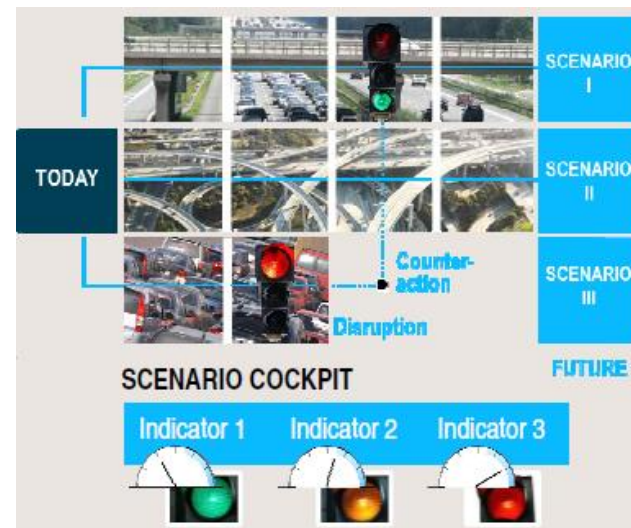 SCENARIO
I
TODAY
SCENARIO
II
Counter-
action
SCENARIO
III
Disruption
FUTURE
SCENARIO COCKPIT
Indicator 1
Indicator 2
Indicator 3